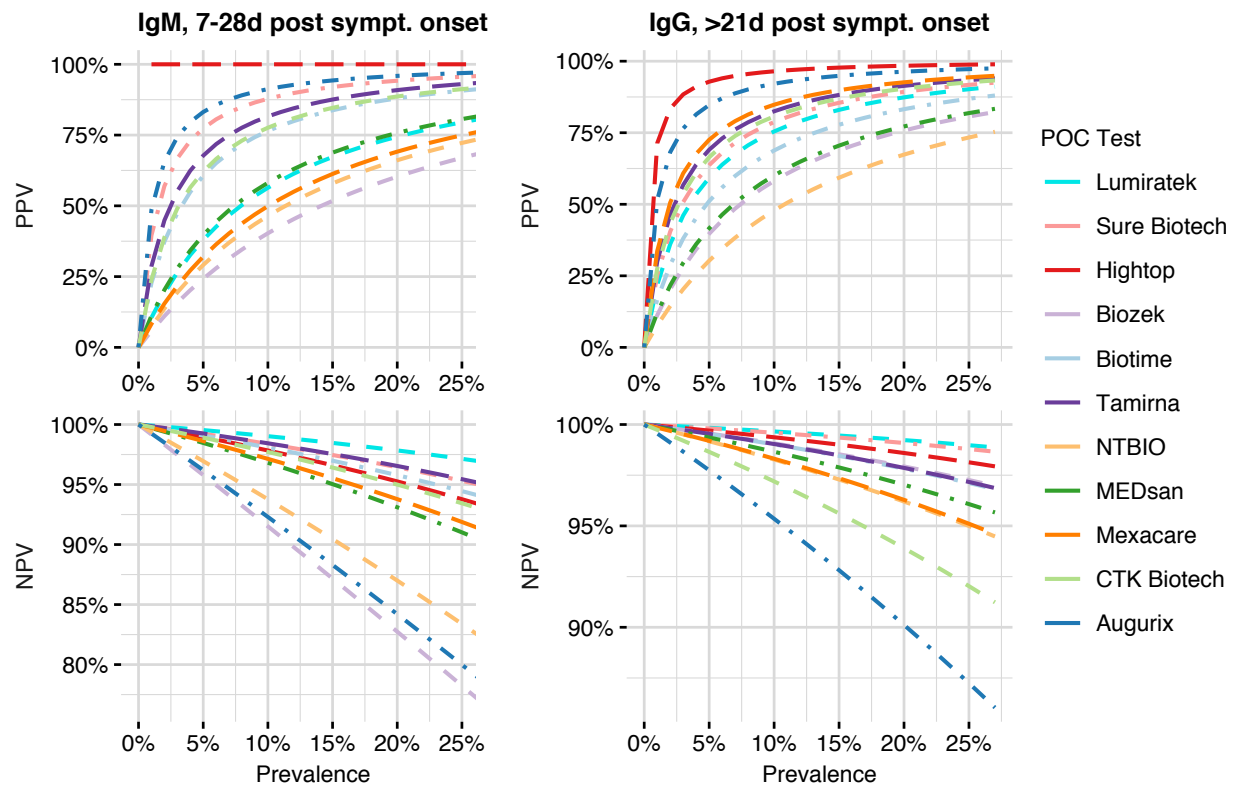 IgM, 7-28d post sympt. onset
IgG, >21d post sympt. onset
PPV
100%
75%
50%
25%
0%
0% 5% 10% 15% 20% 25%
PPV
100%
75%
50%
25%
0%
0% 5% 10% 15% 20% 25%
NPV
100%
95%
90%
85%
80%
0% 5% 10% 15% 20% 25%
Prevalence
NPV
100%
95%
90%
0% 5% 10% 15% 20% 25%
Prevalence
POC Test
Lumiratek
Sure Biotech
Hightop
Biozek
Biotime
Tamirna
NTBIO
MEDsan
Mexacare
CTK Biotech
Augurix